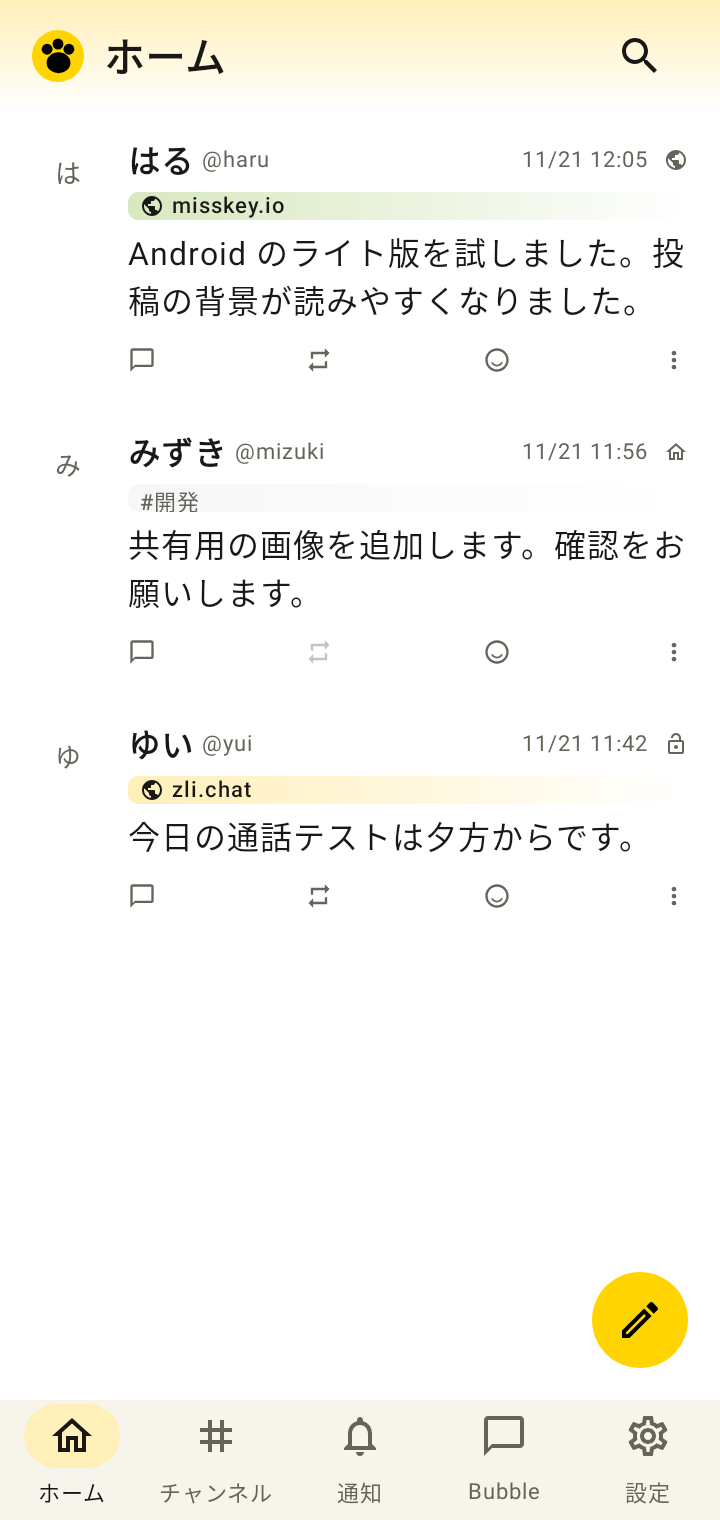 ホーム
は
はる @haru 11/21 12:05
misskey.io
Android のライト版を試しました。投
稿の背景が読みやすくなりました。
み
みずき @mizuki 11/21 11:56
#開発
共有用の画像を追加します。確認をお
願いします。
ゆ
ゆい @yui 11/21 11:42
zli.chat
今日の通話テストは夕方からです。
ホーム チャンネル 通知 Bubble 設定